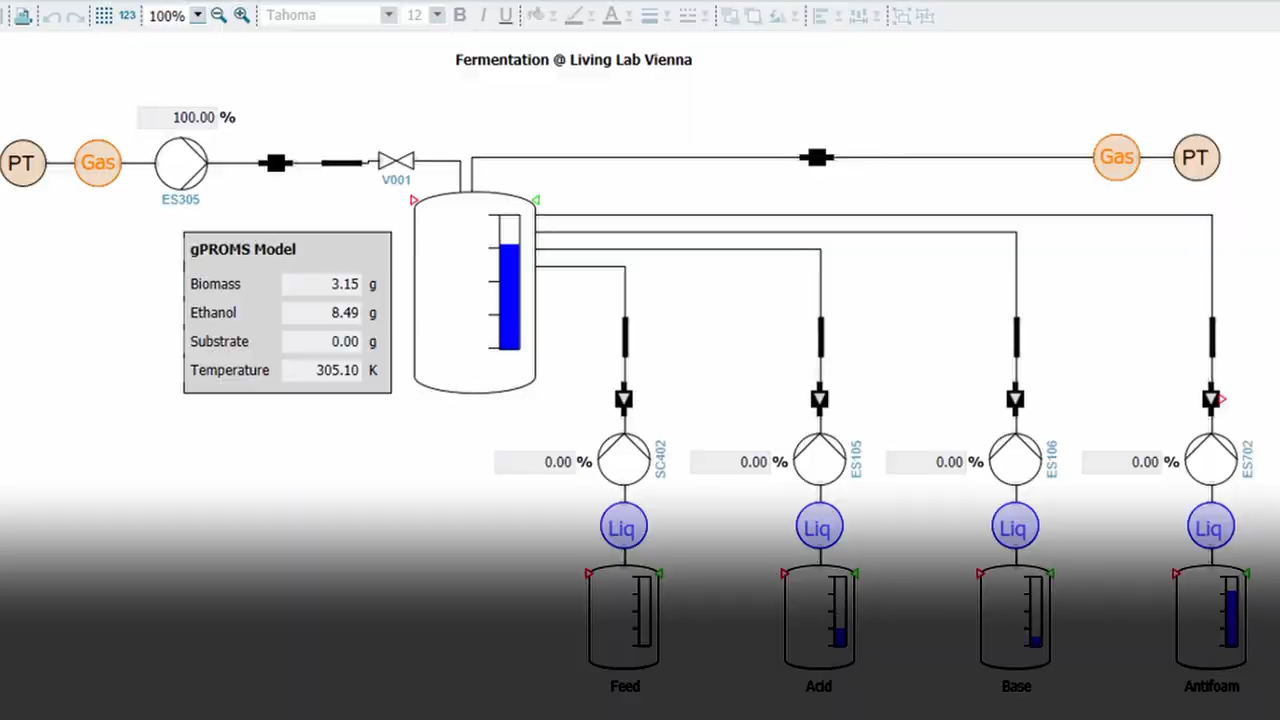 123 100% Tahoma 12 B I U A
Fermentation @ Living Lab Vienna
100.00 %
PT Gas
ES305
V001
Gas PT
gPROMS Model
Biomass 3.15 g
Ethanol 8.49 g
Substrate 0.00 g
Temperature 305.10 K
0.00 % SC402
0.00 % ES105
0.00 % ES106
0.00 % ES702
Liq Liq Liq Liq
Feed Acid Base Antifoam